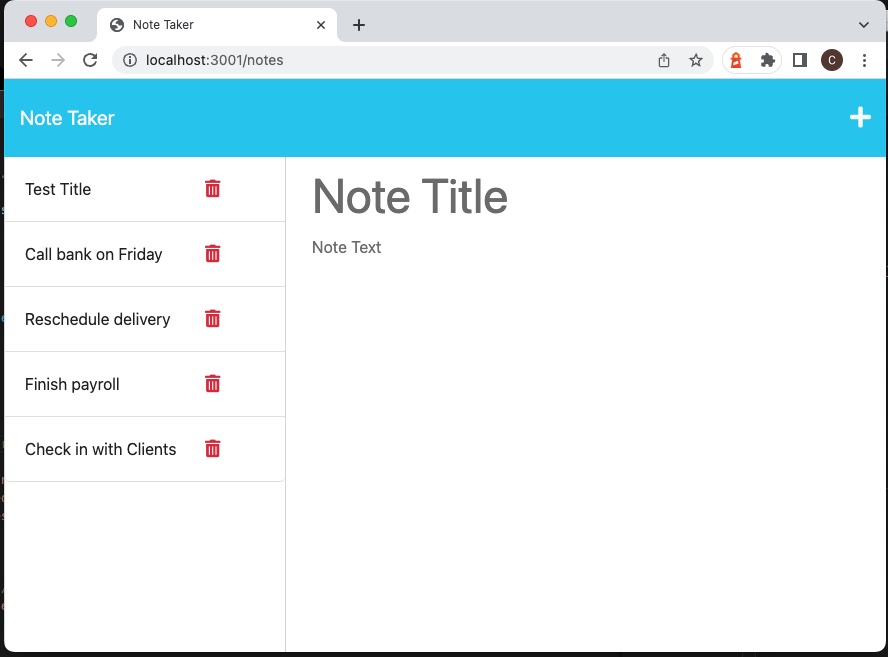 Note Taker
localhost:3001/notes
C
Note Taker
Test Title
Call bank on Friday
Reschedule delivery
Finish payroll
Check in with Clients
Note Title
Note Text